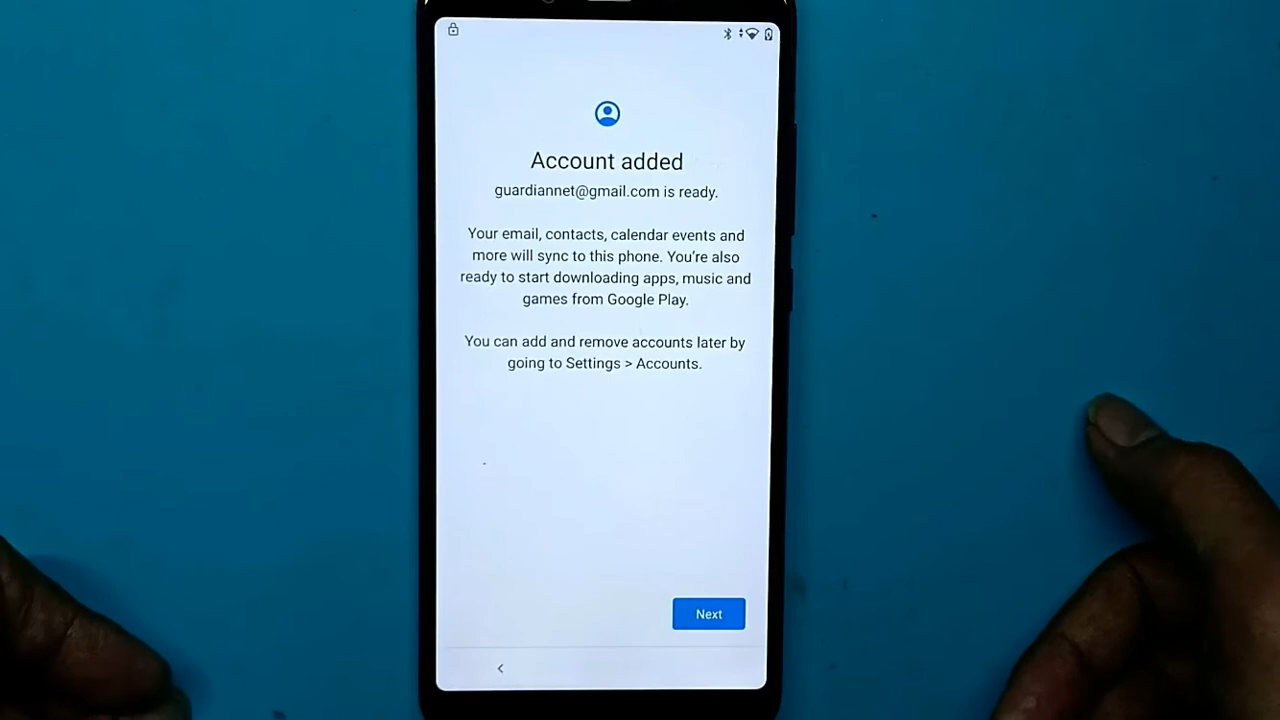 Account added
guardiannet@gmail.com is ready.
Your email, contacts, calendar events and
more will sync to this phone. You're also
ready to start downloading apps, music and
games from Google Play.
You can add and remove accounts later by
going to Settings > Accounts.
Next